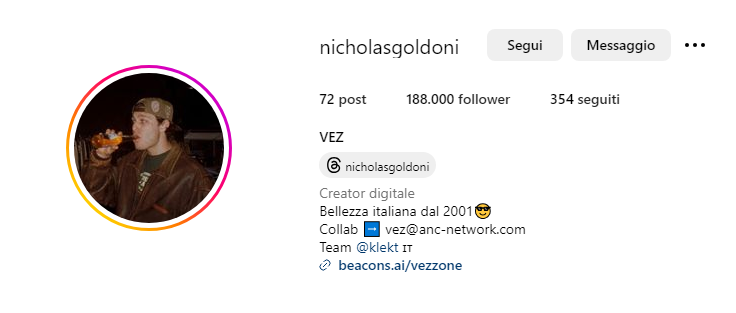 nicholasgoldoni Segui Messaggio
72 post 188.000 follower 354 seguiti
VEZ
nicholasgoldoni
Creator digitale
Bellezza italiana dal 2001😎
Collab ➡️ vez@anc-network.com
Team @klekt ɪᴛ
beacons.ai/vezzone